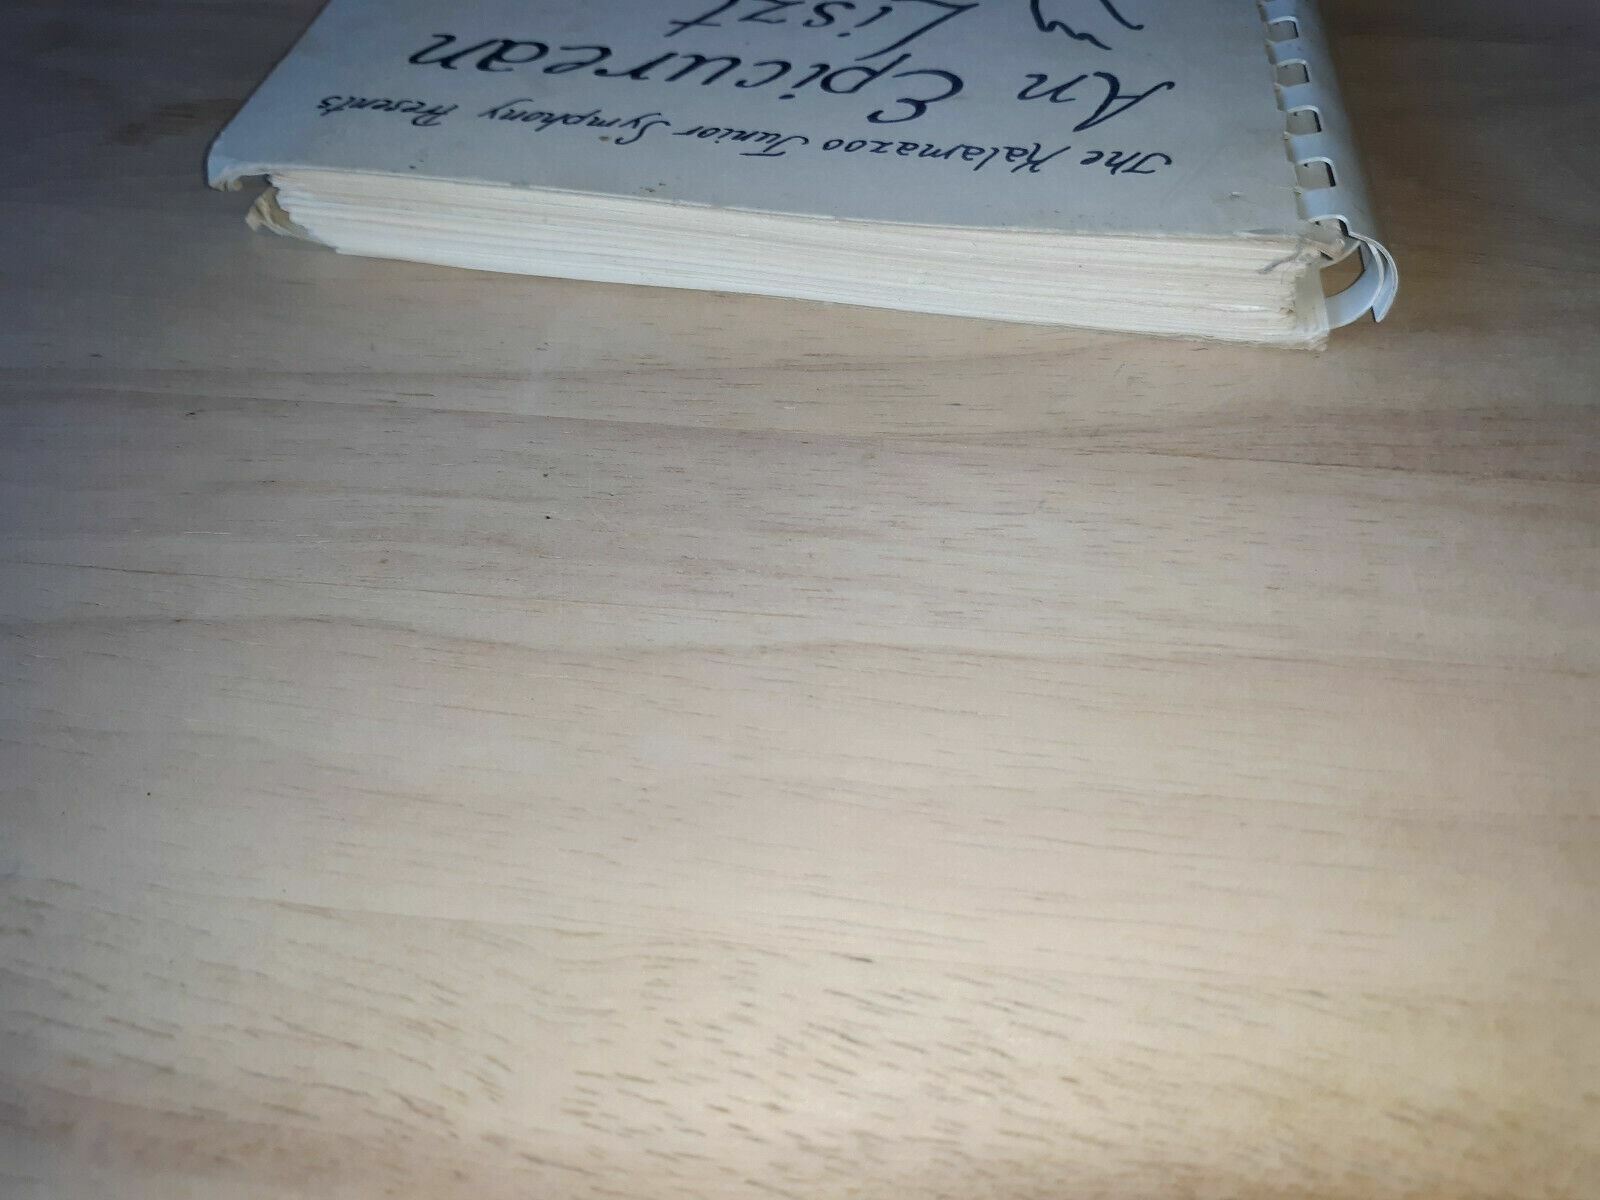 The Kalamazoo Junior Symphony Presents
An Epicurean
Liszt